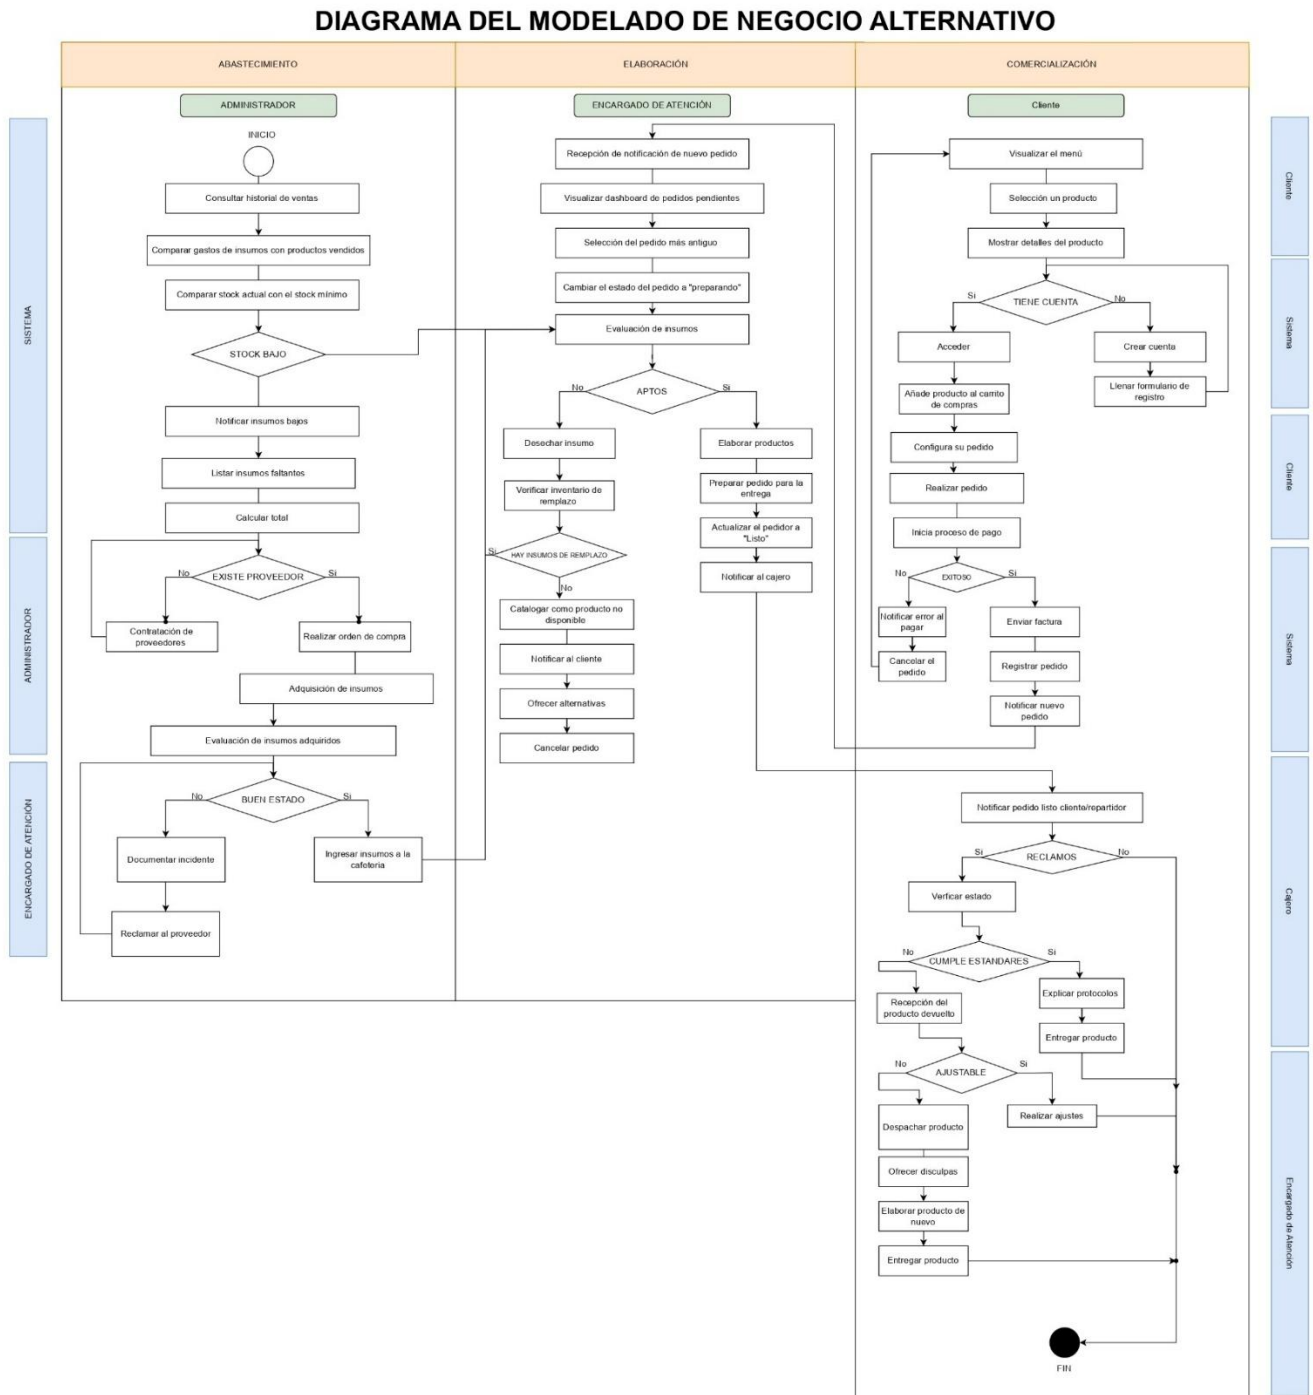 DIAGRAMA DEL MODELADO DE NEGOCIO ALTERNATIVO
ABASTECIMIENTO
ELABORACIÓN
COMERCIALIZACIÓN
ADMINISTRADOR
ENCARGADO DE ATENCIÓN
Cliente
SISTEMA
ADMINISTRADOR
ENCARGADO DE ATENCIÓN
INICIO
Consultar historial de ventas
Comparar gastos de insumos con productos vendidos
Comparar stock actual con el stock mínimo
STOCK BAJO
Notificar insumos bajos
Listar insumos faltantes
Calcular total
No
EXISTE PROVEEDOR
Si
Contratación de
proveedores
Realizar orden de compra
Adquisición de insumos
Evaluación de insumos adquiridos
No
BUEN ESTADO
Si
Documentar incidente
Ingresar insumos a la
cafeteria
Reclamar al proveedor
Recepción de notificación de nuevo pedido
Visualizar dashboard de pedidos pendientes
Selección del pedido más antiguo
Cambiar el estado del pedido a "preparando"
Evaluación de insumos
No
APTOS
Si
Desechar insumo
Elaborar productos
Verificar inventario de
remplazo
Preparar pedido para la
entrega
Actualizar el pedidor a
"Listo"
Si
HAY INSUMOS DE REMPLAZO
Notificar al cajero
No
Catalogar como producto no
disponible
Notificar al cliente
Ofrecer alternativas
Cancelar pedido
Visualizar el menú
Selección un producto
Mostrar detalles del producto
Si
TIENE CUENTA
No
Acceder
Crear cuenta
Añade producto al carrito
de compras
Llenar formulario de
registro
Configura su pedido
Realizar pedido
Inicia proceso de pago
No
EXITOSO
Si
Notificar error al
pagar
Enviar factura
Cancelar el
pedido
Registrar pedido
Notificar nuevo
pedido
Notificar pedido listo cliente/repartidor
Si
RECLAMOS
No
Verficar estado
No
CUMPLE ESTANDARES
Si
Recepción del
producto devuelto
Explicar protocolos
Entregar producto
No
AJUSTABLE
Si
Despachar producto
Realizar ajustes
Ofrecer disculpas
Elaborar producto de
nuevo
Entregar producto
FIN
Cliente
Sistema
Cliente
Sistema
Cajero
Encargado de Atención